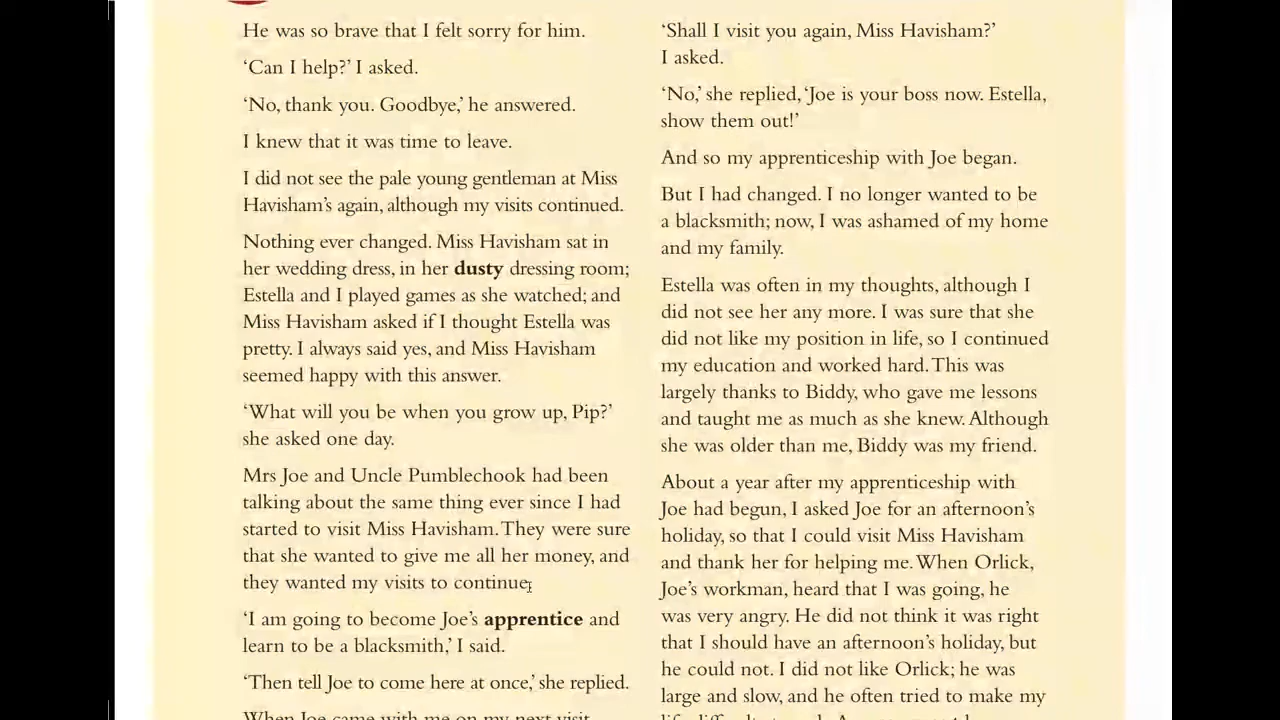 He was so brave that I felt sorry for him.
‘Can I help?’ I asked.
‘No, thank you. Goodbye,’ he answered.
I knew that it was time to leave.
I did not see the pale young gentleman at Miss
Havisham’s again, although my visits continued.
Nothing ever changed. Miss Havisham sat in
her wedding dress, in her dusty dressing room;
Estella and I played games as she watched; and
Miss Havisham asked if I thought Estella was
pretty. I always said yes, and Miss Havisham
seemed happy with this answer.
‘What will you be when you grow up, Pip?’
she asked one day.
Mrs Joe and Uncle Pumblechook had been
talking about the same thing ever since I had
started to visit Miss Havisham. They were sure
that she wanted to give me all her money, and
they wanted my visits to continue.
‘I am going to become Joe’s apprentice and
learn to be a blacksmith,’ I said.
‘Then tell Joe to come here at once,’ she replied.
When Joe came with me on my next visit
‘Shall I visit you again, Miss Havisham?’
I asked.
‘No,’ she replied, ‘Joe is your boss now. Estella,
show them out!’
And so my apprenticeship with Joe began.
But I had changed. I no longer wanted to be
a blacksmith; now, I was ashamed of my home
and my family.
Estella was often in my thoughts, although I
did not see her any more. I was sure that she
did not like my position in life, so I continued
my education and worked hard. This was
largely thanks to Biddy, who gave me lessons
and taught me as much as she knew. Although
she was older than me, Biddy was my friend.
About a year after my apprenticeship with
Joe had begun, I asked Joe for an afternoon’s
holiday, so that I could visit Miss Havisham
and thank her for helping me. When Orlick,
Joe’s workman, heard that I was going, he
was very angry. He did not think it was right
that I should have an afternoon’s holiday, but
he could not. I did not like Orlick; he was
large and slow, and he often tried to make my